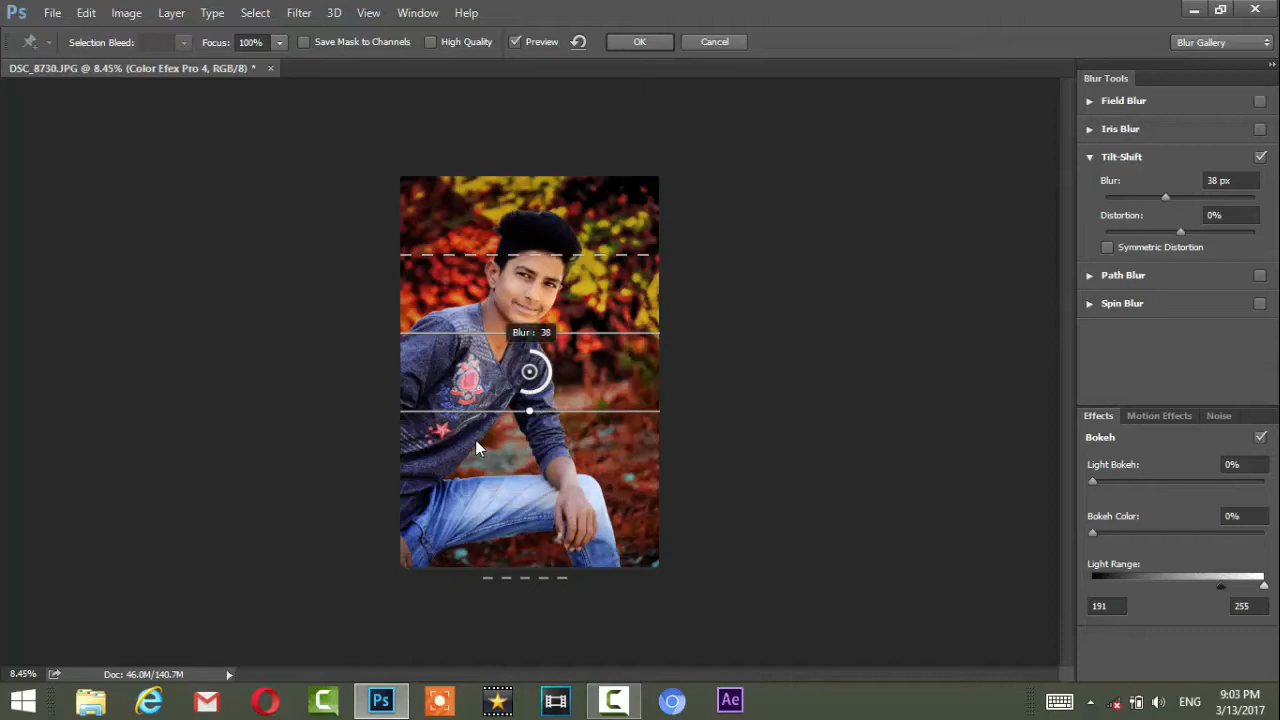 Ps File Edit Image Layer Type Select Filter 3D View Window Help
Selection Bleed: Focus: 100% Save Mask to Channels High Quality Preview OK Cancel Blur Gallery
DSC_8730.JPG @ 8.45% (Color Efex Pro 4, RGB/8) * ×
Blur Tools
Field Blur
Iris Blur
Tilt-Shift
Blur: 38 px
Distortion: 0%
Symmetric Distortion
Path Blur
Spin Blur
Blur: 38
Effects Motion Effects Noise
Bokeh
Light Bokeh: 0%
Bokeh Color: 0%
Light Range:
191 255
8.45% Doc: 46.0M/140.7M
Ps Ae ENG
9:03 PM
3/13/2017